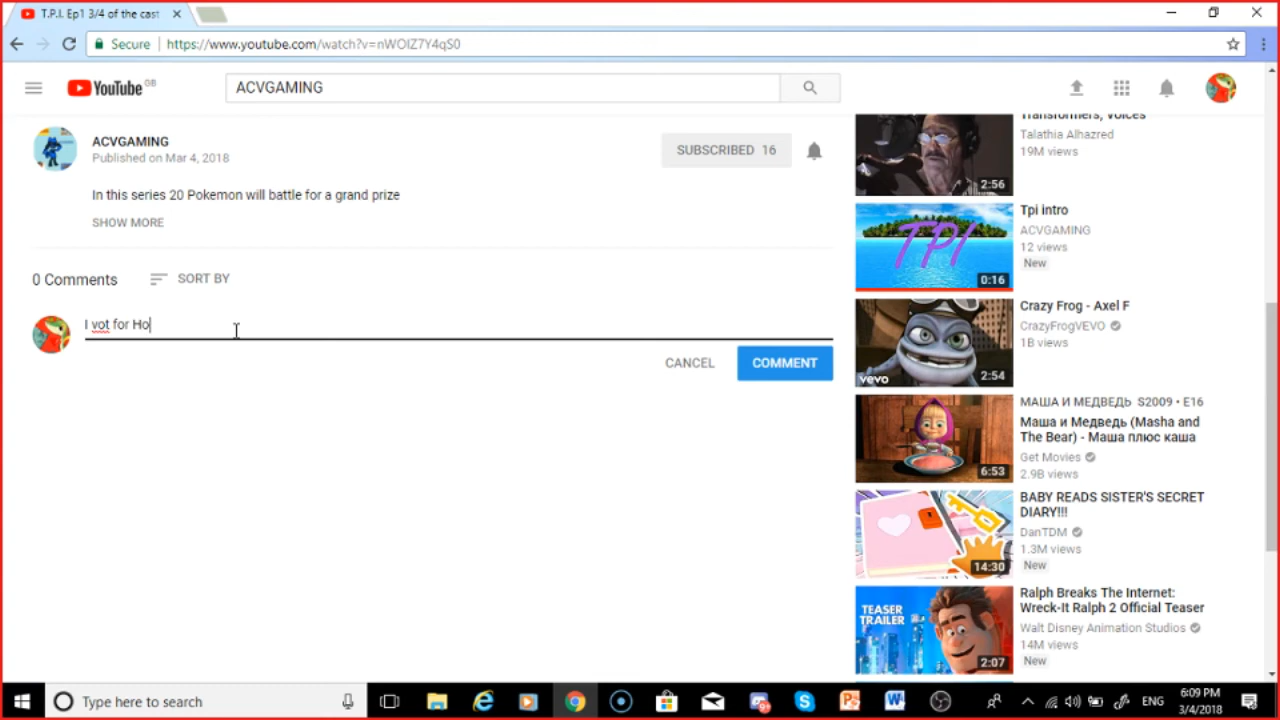 T.P.I. Ep1 3/4 of the cast
Secure
https://www.youtube.com/watch?v=nWOIZ7Y4qS0
YouTube GB
ACVGAMING
ACVGAMING
Published on Mar 4, 2018
SUBSCRIBED 16
In this series 20 Pokemon will battle for a grand prize
SHOW MORE
0 Comments
SORT BY
I vot for Ho
CANCEL
COMMENT
Transformers, Voices
Talathia Alhazred
19M views
2:56
TPI
0:16
Tpi intro
ACVGAMING
12 views
New
vevo
2:54
Crazy Frog - Axel F
CrazyFrogVEVO
1B views
6:53
МАША И МЕДВЕДЬ S2009 • E16
Маша и Медведь (Masha and
The Bear) - Маша плюс каша
Get Movies
2.9B views
14:30
BABY READS SISTER'S SECRET
DIARY!!!
DanTDM
1.3M views
New
TEASER
TRAILER
2:07
Ralph Breaks The Internet:
Wreck-It Ralph 2 Official Teaser
Walt Disney Animation Studios
14M views
New
Type here to search
ENG
6:09 PM
3/4/2018